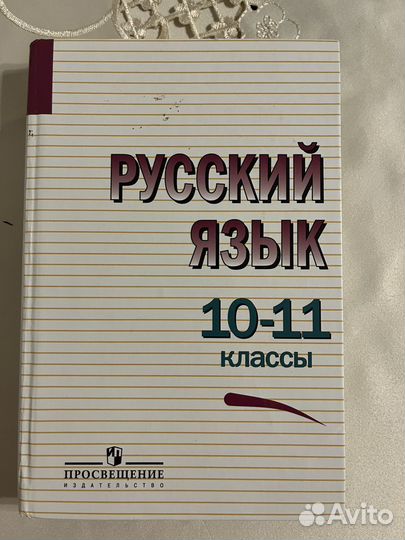 РУССКИЙ
ЯЗЫК
10-11
классы
ПРОСВЕЩЕНИЕ
ИЗДАТЕЛЬСТВО
Avito